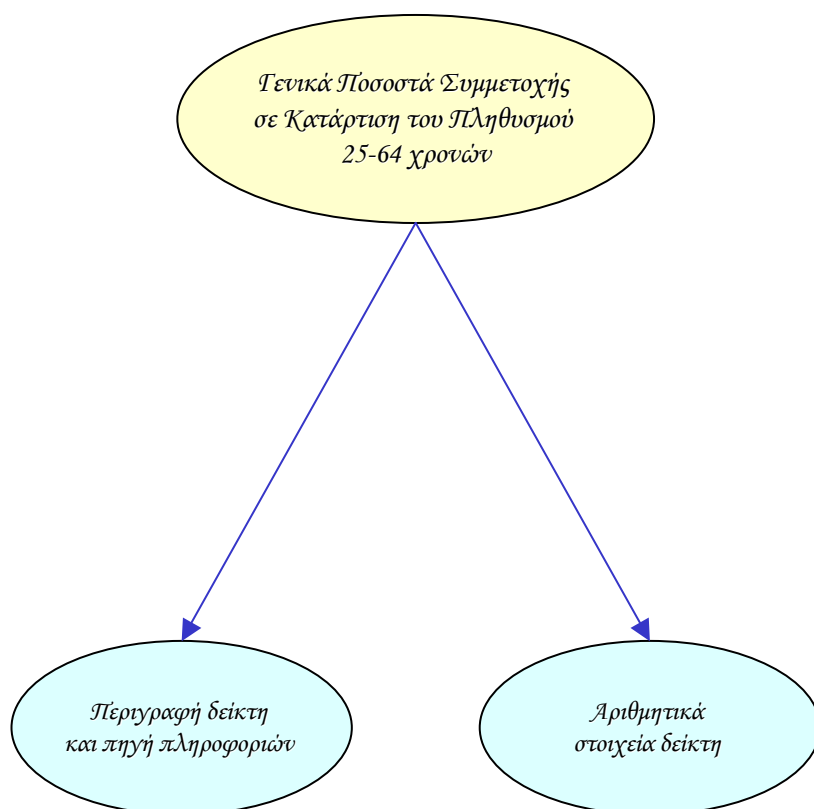 Γενικά Ποσοστά Συμμετοχής
σε Κατάρτιση του Πληθυσμού
25-64 χρονών
Περιγραφή δείκτη
και πηγή πληροφοριών
Αριθμητικά
στοιχεία δείκτη